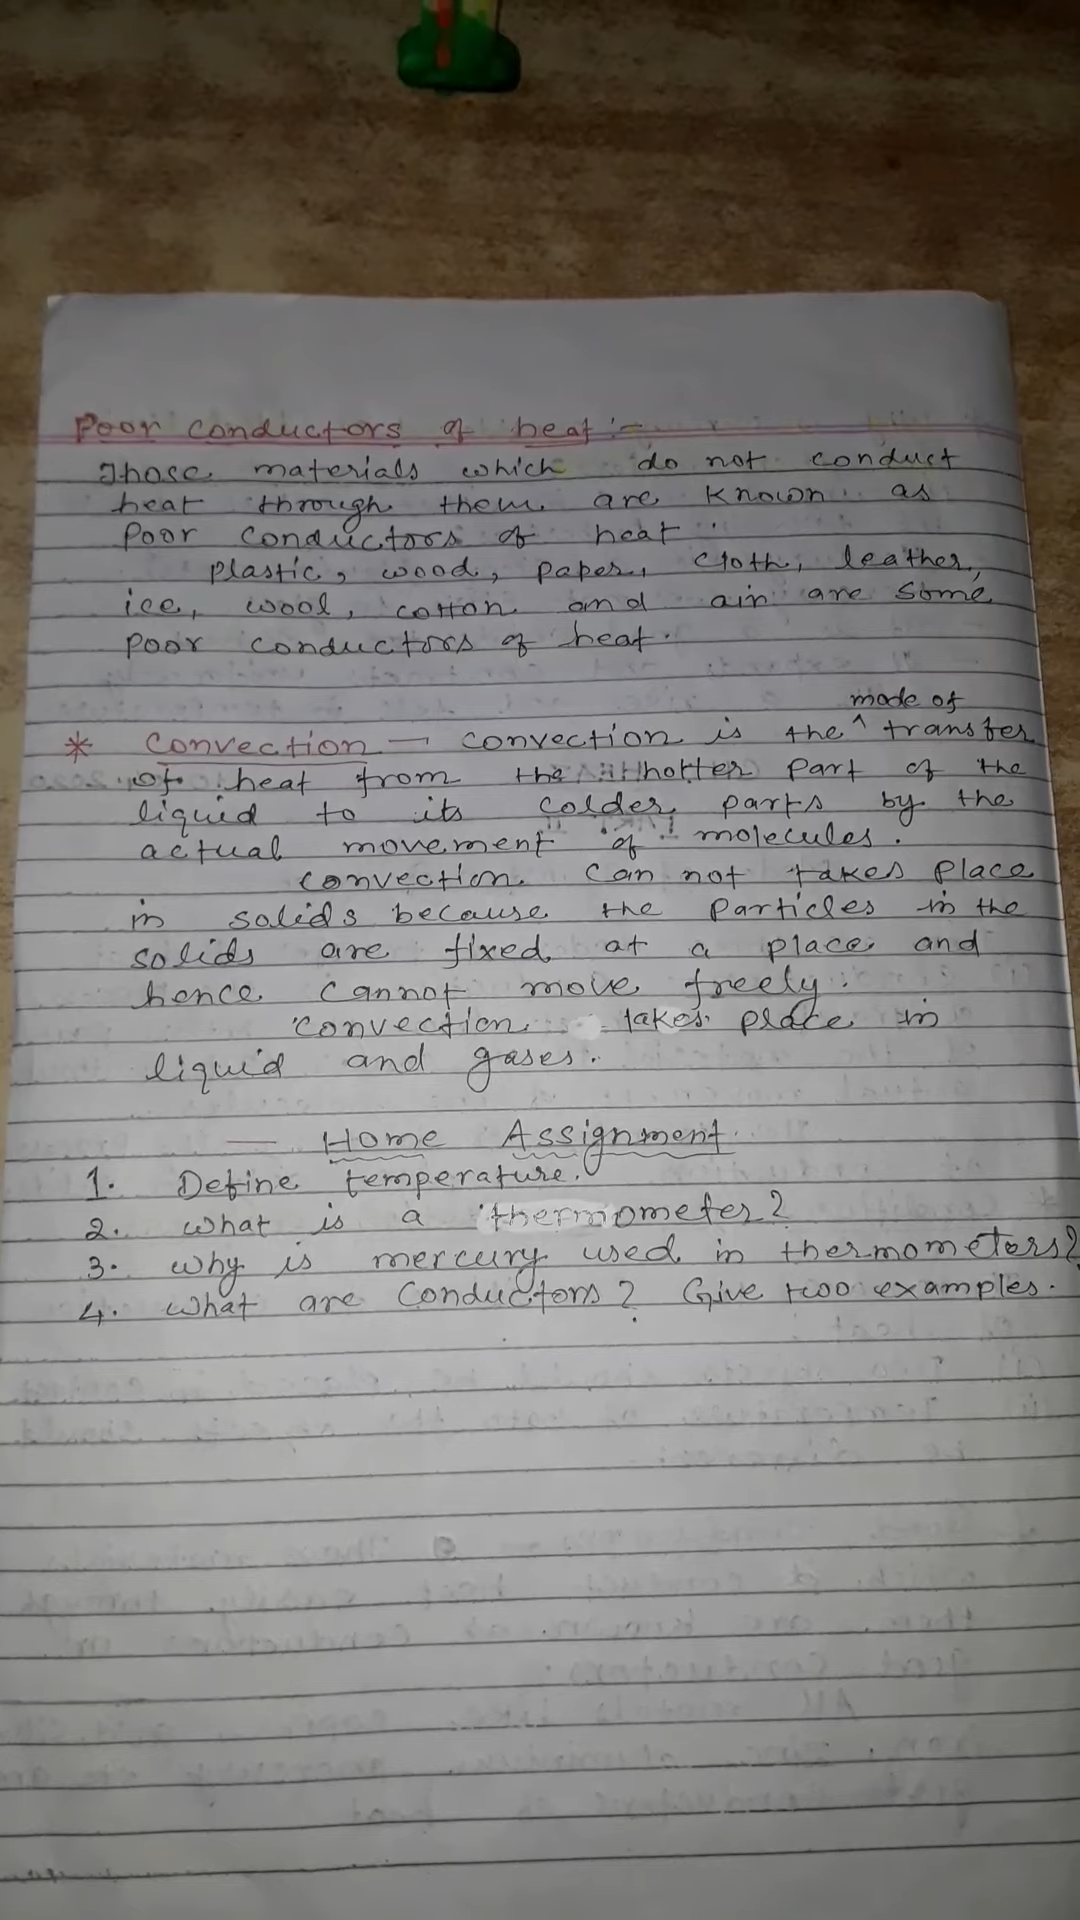 Poor conductors of heat :-
Those materials which do not conduct
heat through them are known as
poor conductors of heat.
plastic, wood, paper, cloth, leather,
ice, wool, cotton and air are some
poor conductors of heat.
made of
* Convection — convection is the ^ transfer
of heat from the hotter part of the
liquid to its colder parts by the
actual movement of molecules.
convection can not takes place
in solids because the particles in the
solids are fixed at a place and
hence cannot move freely.
convection takes place in
liquid and gases.
— Home Assignment.
1. Define temperature.
2. what is a thermometer?
3. why is mercury used in thermometers?
4. what are conductors? Give two examples.